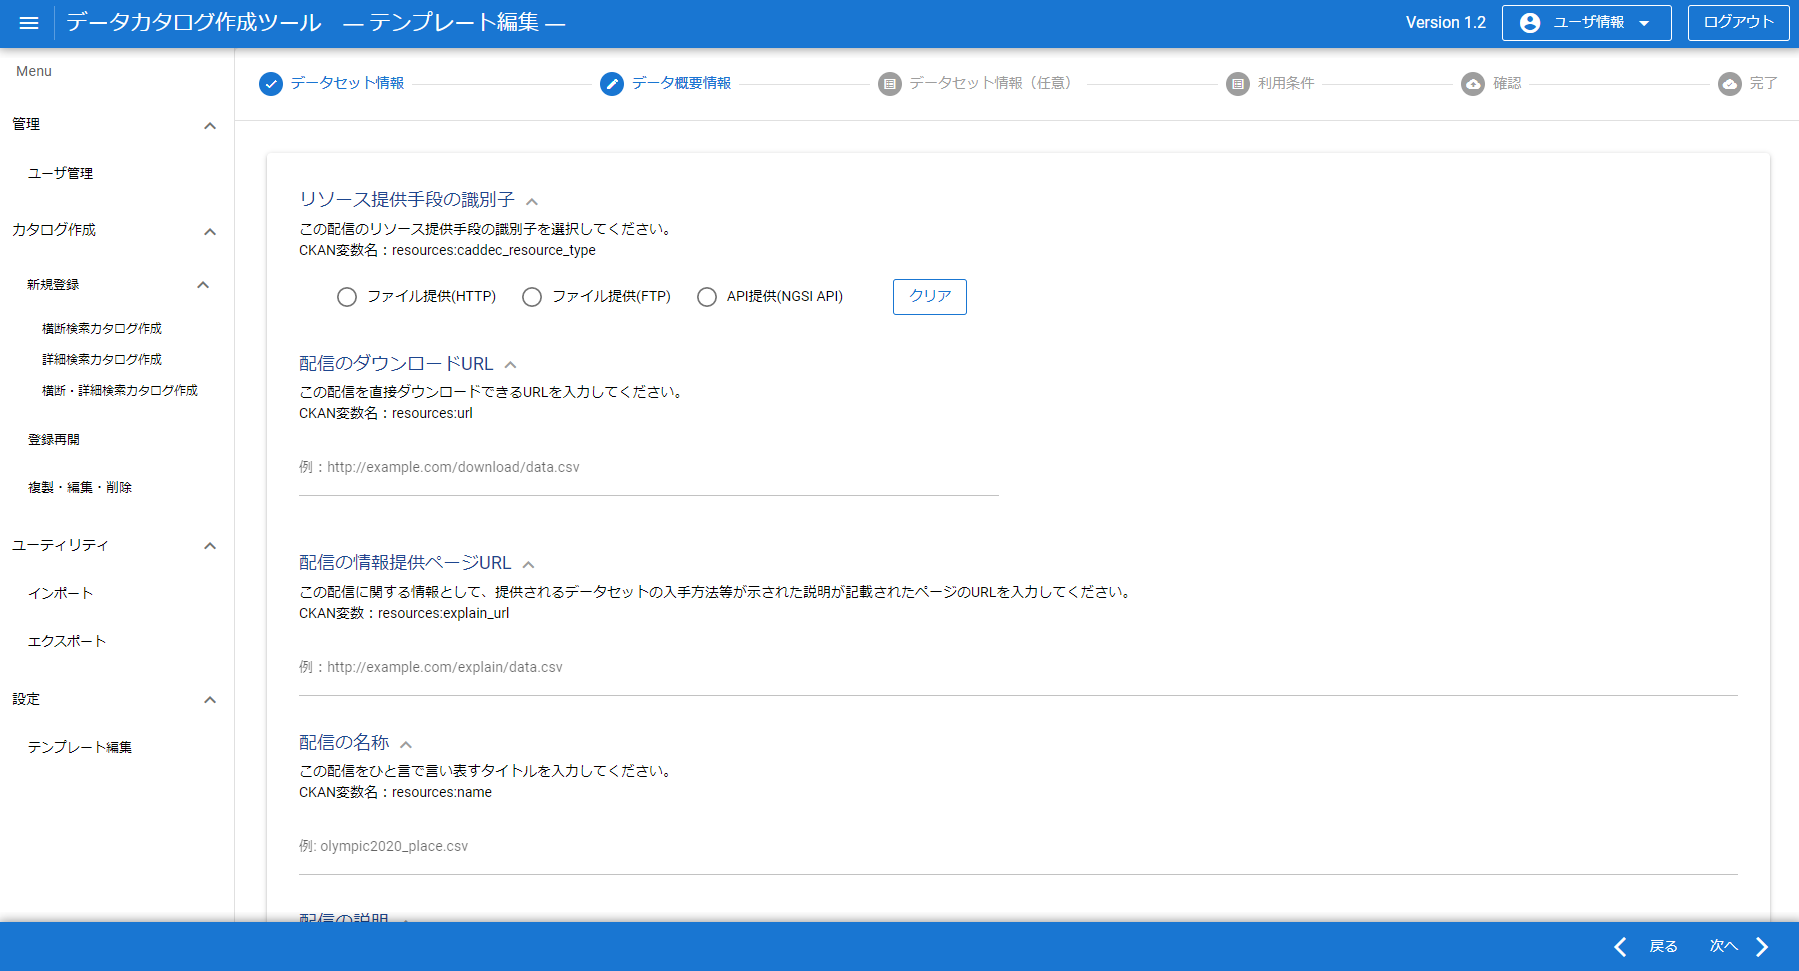 データカタログ作成ツール ― テンプレート編集 ―
Version 1.2
ユーザ情報
ログアウト
Menu
管理
ユーザ管理
カタログ作成
新規登録
横断検索カタログ作成
詳細検索カタログ作成
横断・詳細検索カタログ作成
登録再開
複製・編集・削除
ユーティリティ
インポート
エクスポート
設定
テンプレート編集
データセット情報
データ概要情報
データセット情報（任意）
利用条件
確認
完了
リソース提供手段の識別子
この配信のリソース提供手段の識別子を選択してください。
CKAN変数名：resources:caddec_resource_type
ファイル提供(HTTP)
ファイル提供(FTP)
API提供(NGSI API)
クリア
配信のダウンロードURL
この配信を直接ダウンロードできるURLを入力してください。
CKAN変数名：resources:url
例：http://example.com/download/data.csv
配信の情報提供ページURL
この配信に関する情報として、提供されるデータセットの入手方法等が示された説明が記載されたページのURLを入力してください。
CKAN変数：resources:explain_url
例：http://example.com/explain/data.csv
配信の名称
この配信をひと言で言い表すタイトルを入力してください。
CKAN変数名：resources:name
例: olympic2020_place.csv
配信の説明
戻る
次へ